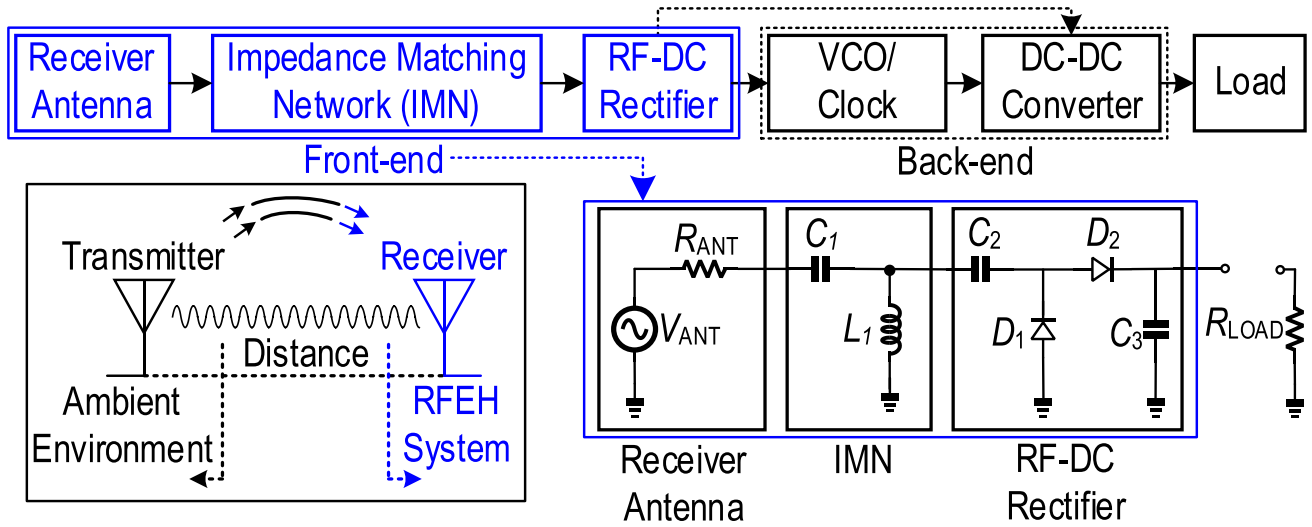 Receiver
Antenna
Impedance Matching
Network (IMN)
RF-DC
Rectifier
VCO/
Clock
DC-DC
Converter
Load
Front-end
Back-end
Transmitter
Receiver
Distance
Ambient
Environment
RFEH
System
RANT
VANT
C1
L1
C2
D2
D1
C3
RLOAD
Receiver
Antenna
IMN
RF-DC
Rectifier